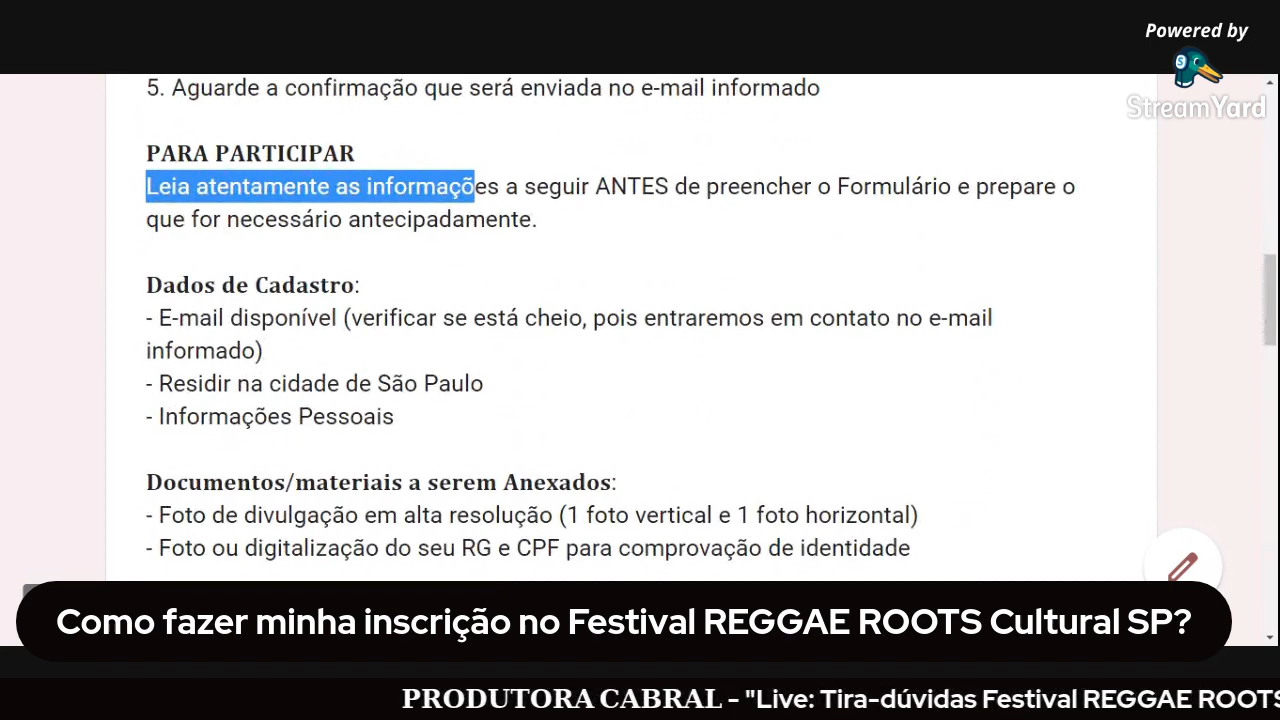 Powered by
StreamYard
5. Aguarde a confirmação que será enviada no e-mail informado
PARA PARTICIPAR
Leia atentamente as informações a seguir ANTES de preencher o Formulário e prepare o
que for necessário antecipadamente.
Dados de Cadastro:
- E-mail disponível (verificar se está cheio, pois entraremos em contato no e-mail
informado)
- Residir na cidade de São Paulo
- Informações Pessoais
Documentos/materiais a serem Anexados:
- Foto de divulgação em alta resolução (1 foto vertical e 1 foto horizontal)
- Foto ou digitalização do seu RG e CPF para comprovação de identidade
Como fazer minha inscrição no Festival REGGAE ROOTS Cultural SP?
PRODUTORA CABRAL - "Live: Tira-dúvidas Festival REGGAE ROOTS